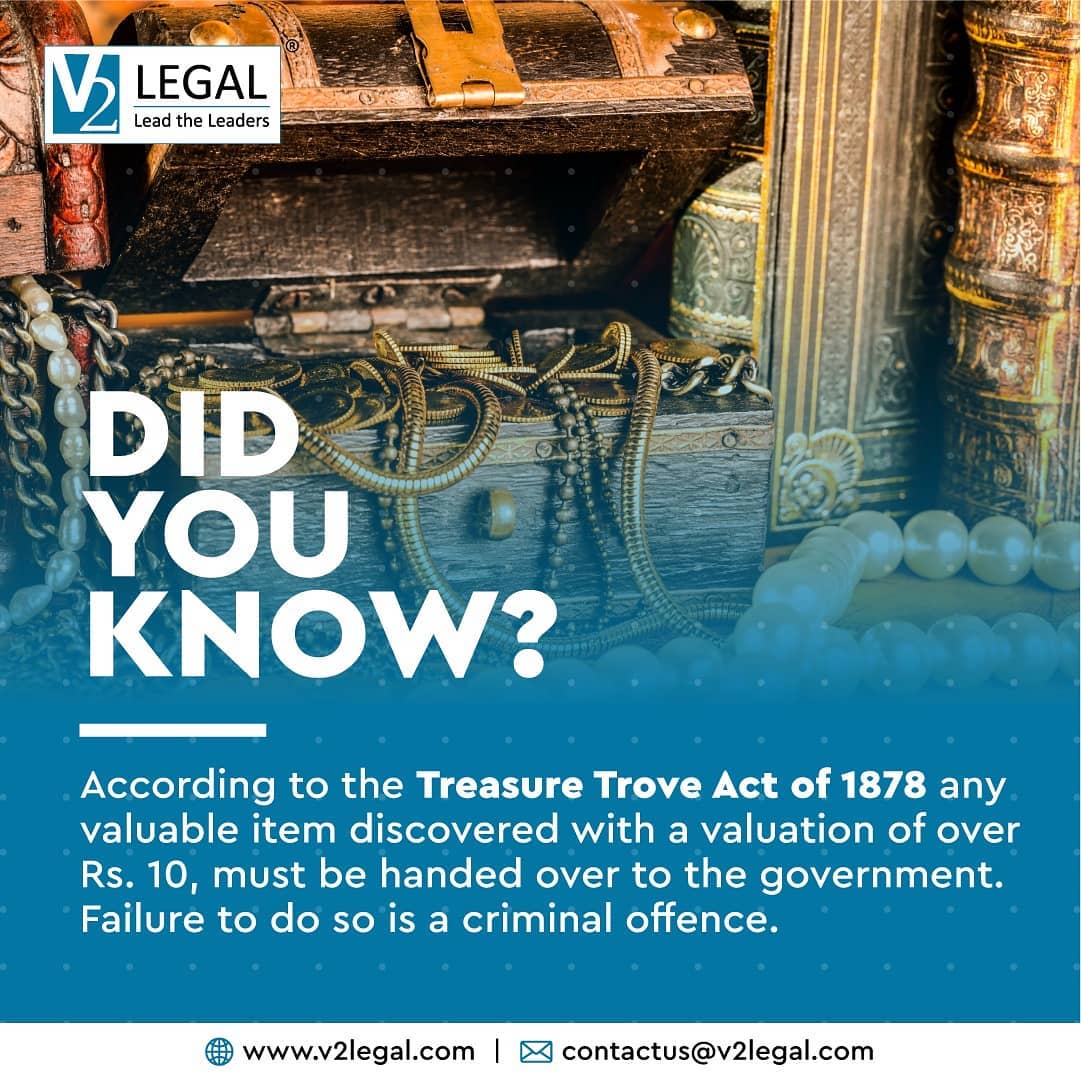 V2
LEGAL
®
Lead the Leaders
DID
YOU
KNOW?
According to the Treasure Trove Act of 1878 any
valuable item discovered with a valuation of over
Rs. 10, must be handed over to the government.
Failure to do so is a criminal offence.
www.v2legal.com | contactus@v2legal.com